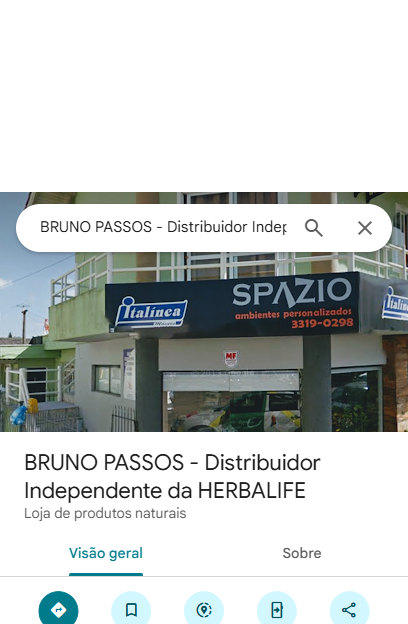 BRUNO PASSOS - Distribuidor Indep
Italínea
SPAZIO
ambientes personalizados
3319-0298
Italínea
MF
BRUNO PASSOS - Distribuidor
Independente da HERBALIFE
Loja de produtos naturais
Visão geral
Sobre